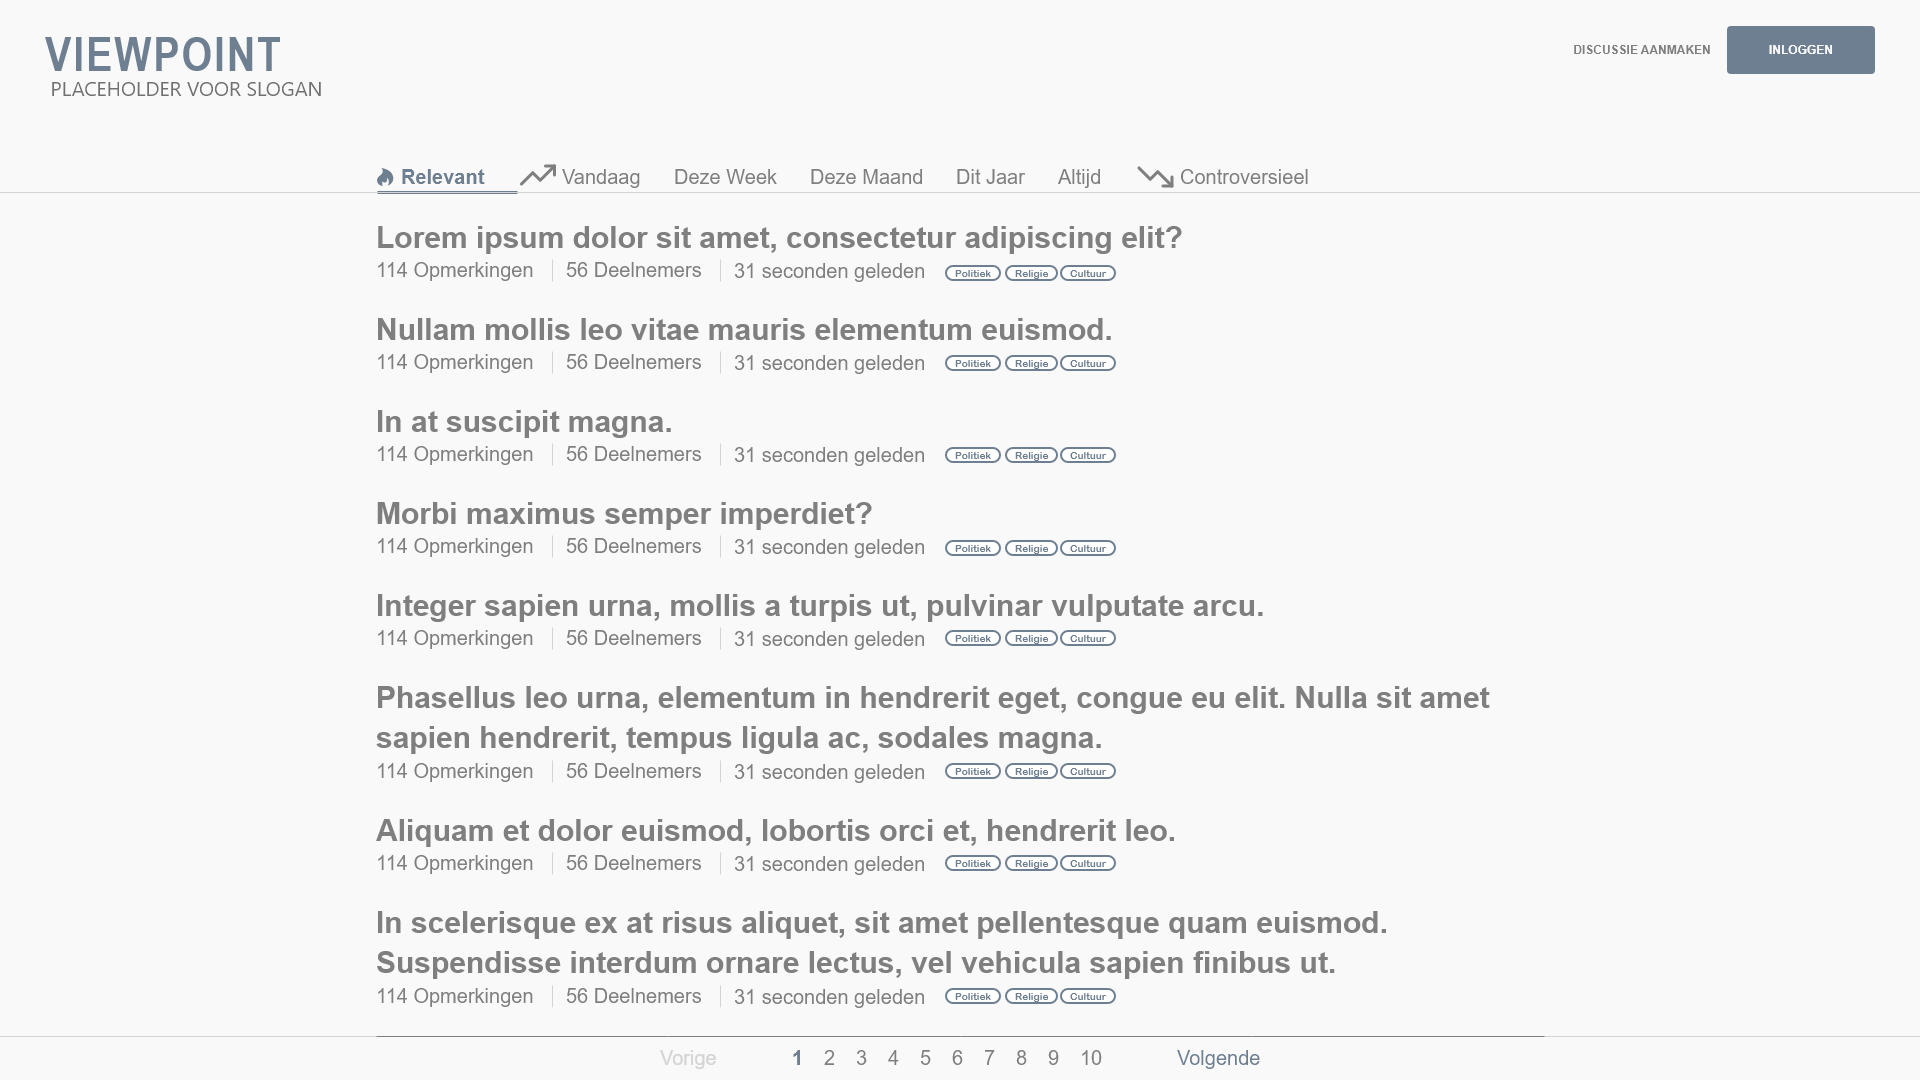 VIEWPOINT
PLACEHOLDER VOOR SLOGAN
DISCUSSIE AANMAKEN INLOGGEN
Relevant Vandaag Deze Week Deze Maand Dit Jaar Altijd Controversieel
Lorem ipsum dolor sit amet, consectetur adipiscing elit?
114 Opmerkingen 56 Deelnemers 31 seconden geleden Politiek Religie Cultuur
Nullam mollis leo vitae mauris elementum euismod.
114 Opmerkingen 56 Deelnemers 31 seconden geleden Politiek Religie Cultuur
In at suscipit magna.
114 Opmerkingen 56 Deelnemers 31 seconden geleden Politiek Religie Cultuur
Morbi maximus semper imperdiet?
114 Opmerkingen 56 Deelnemers 31 seconden geleden Politiek Religie Cultuur
Integer sapien urna, mollis a turpis ut, pulvinar vulputate arcu.
114 Opmerkingen 56 Deelnemers 31 seconden geleden Politiek Religie Cultuur
Phasellus leo urna, elementum in hendrerit eget, congue eu elit. Nulla sit amet
sapien hendrerit, tempus ligula ac, sodales magna.
114 Opmerkingen 56 Deelnemers 31 seconden geleden Politiek Religie Cultuur
Aliquam et dolor euismod, lobortis orci et, hendrerit leo.
114 Opmerkingen 56 Deelnemers 31 seconden geleden Politiek Religie Cultuur
In scelerisque ex at risus aliquet, sit amet pellentesque quam euismod.
Suspendisse interdum ornare lectus, vel vehicula sapien finibus ut.
114 Opmerkingen 56 Deelnemers 31 seconden geleden Politiek Religie Cultuur
Vorige 1 2 3 4 5 6 7 8 9 10 Volgende